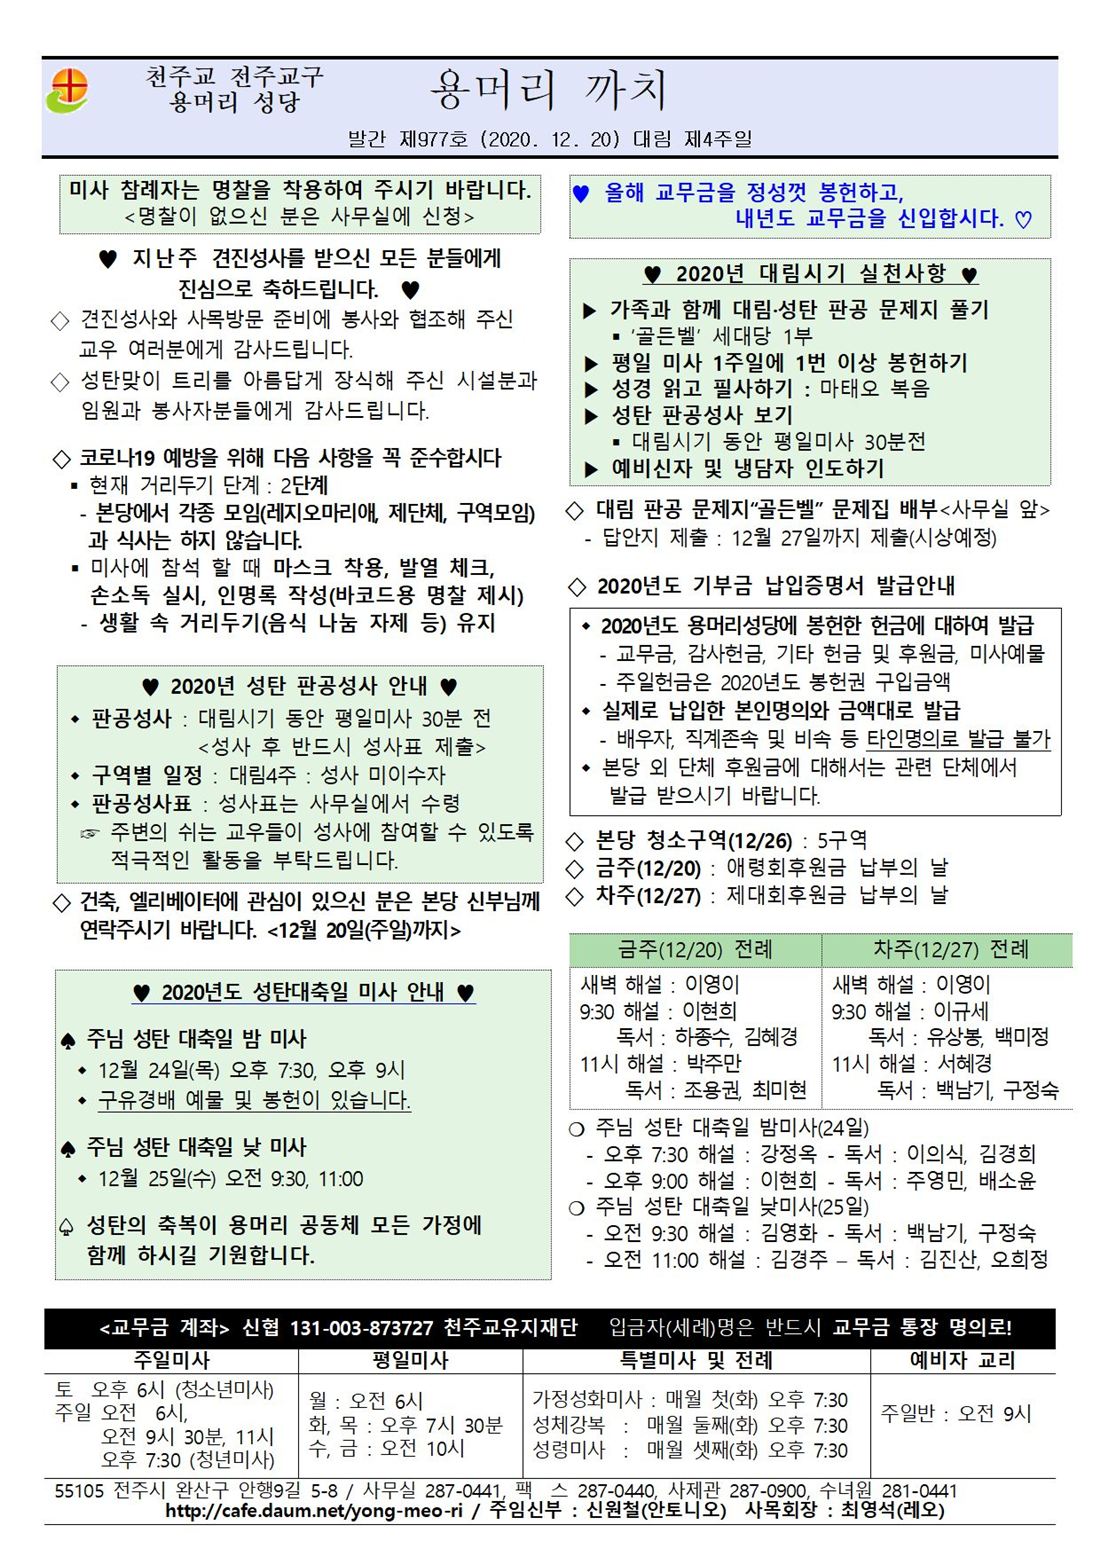 천주교 전주교구
용머리 성당
용머리 까치
발간 제977호 (2020. 12. 20) 대림 제4주일
미사 참례자는 명찰을 착용하여 주시기 바랍니다.
<명찰이 없으신 분은 사무실에 신청>
♥ 지난주 견진성사를 받으신 모든 분들에게
진심으로 축하드립니다. ♥
◇ 견진성사와 사목방문 준비에 봉사와 협조해 주신
교우 여러분에게 감사드립니다.
◇ 성탄맞이 트리를 아름답게 장식해 주신 시설분과
임원과 봉사자분들에게 감사드립니다.
◇ 코로나19 예방을 위해 다음 사항을 꼭 준수합시다
▪ 현재 거리두기 단계 : 2단계
- 본당에서 각종 모임(레지오마리애, 제단체, 구역모임)
과 식사는 하지 않습니다.
▪ 미사에 참석 할 때 마스크 착용, 발열 체크,
손소독 실시, 인명록 작성(바코드용 명찰 제시)
- 생활 속 거리두기(음식 나눔 자제 등) 유지
♥ 2020년 성탄 판공성사 안내 ♥
◆ 판공성사 : 대림시기 동안 평일미사 30분 전
<성사 후 반드시 성사표 제출>
◆ 구역별 일정 : 대림4주 : 성사 미이수자
◆ 판공성사표 : 성사표는 사무실에서 수령
☞ 주변의 쉬는 교우들이 성사에 참여할 수 있도록
적극적인 활동을 부탁드립니다.
◇ 건축, 엘리베이터에 관심이 있으신 분은 본당 신부님께
연락주시기 바랍니다. <12월 20일(주일)까지>
♥ 2020년도 성탄대축일 미사 안내 ♥
♠ 주님 성탄 대축일 밤 미사
◆ 12월 24일(목) 오후 7:30, 오후 9시
◆ 구유경배 예물 및 봉헌이 있습니다.
♠ 주님 성탄 대축일 낮 미사
◆ 12월 25일(수) 오전 9:30, 11:00
♤ 성탄의 축복이 용머리 공동체 모든 가정에
함께 하시길 기원합니다.
♥ 올해 교무금을 정성껏 봉헌하고,
내년도 교무금을 신입합시다. ♡
♥ 2020년 대림시기 실천사항 ♥
▶ 가족과 함께 대림·성탄 판공 문제지 풀기
▪ ‘골든벨’ 세대당 1부
▶ 평일 미사 1주일에 1번 이상 봉헌하기
▶ 성경 읽고 필사하기 : 마태오 복음
▶ 성탄 판공성사 보기
▪ 대림시기 동안 평일미사 30분전
▶ 예비신자 및 냉담자 인도하기
◇ 대림 판공 문제지“골든벨” 문제집 배부<사무실 앞>
- 답안지 제출 : 12월 27일까지 제출(시상예정)
◇ 2020년도 기부금 납입증명서 발급안내
◆ 2020년도 용머리성당에 봉헌한 헌금에 대하여 발급
- 교무금, 감사헌금, 기타 헌금 및 후원금, 미사예물
- 주일헌금은 2020년도 봉헌권 구입금액
◆ 실제로 납입한 본인명의와 금액대로 발급
- 배우자, 직계존속 및 비속 등 타인명의로 발급 불가
◆ 본당 외 단체 후원금에 대해서는 관련 단체에서
발급 받으시기 바랍니다.
◇ 본당 청소구역(12/26) : 5구역
◇ 금주(12/20) : 애령회후원금 납부의 날
◇ 차주(12/27) : 제대회후원금 납부의 날
금주(12/20) 전례
새벽 해설 : 이영이
9:30 해설 : 이현희
독서 : 하종수, 김혜경
11시 해설 : 박주만
독서 : 조용권, 최미현
차주(12/27) 전례
새벽 해설 : 이영이
9:30 해설 : 이규세
독서 : 유상봉, 백미정
11시 해설 : 서혜경
독서 : 백남기, 구정숙
❍ 주님 성탄 대축일 밤미사(24일)
- 오후 7:30 해설 : 강정옥 - 독서 : 이의식, 김경희
- 오후 9:00 해설 : 이현희 - 독서 : 주영민, 배소윤
❍ 주님 성탄 대축일 낮미사(25일)
- 오전 9:30 해설 : 김영화 - 독서 : 백남기, 구정숙
- 오전 11:00 해설 : 김경주 – 독서 : 김진산, 오희정
<교무금 계좌> 신협 131-003-873727 천주교유지재단 입금자(세례)명은 반드시 교무금 통장 명의로!
주일미사
토 오후 6시 (청소년미사)
주일 오전 6시,
오전 9시 30분, 11시
오후 7:30 (청년미사)
평일미사
월 : 오전 6시
화, 목 : 오후 7시 30분
수, 금 : 오전 10시
특별미사 및 전례
가정성화미사 : 매월 첫(화) 오후 7:30
성체강복 : 매월 둘째(화) 오후 7:30
성령미사 : 매월 셋째(화) 오후 7:30
예비자 교리
주일반 : 오전 9시
55105 전주시 완산구 안행9길 5-8 / 사무실 287-0441, 팩 스 287-0440, 사제관 287-0900, 수녀원 281-0441
http://cafe.daum.net/yong-meo-ri / 주임신부 : 신원철(안토니오) 사목회장 : 최영석(레오)